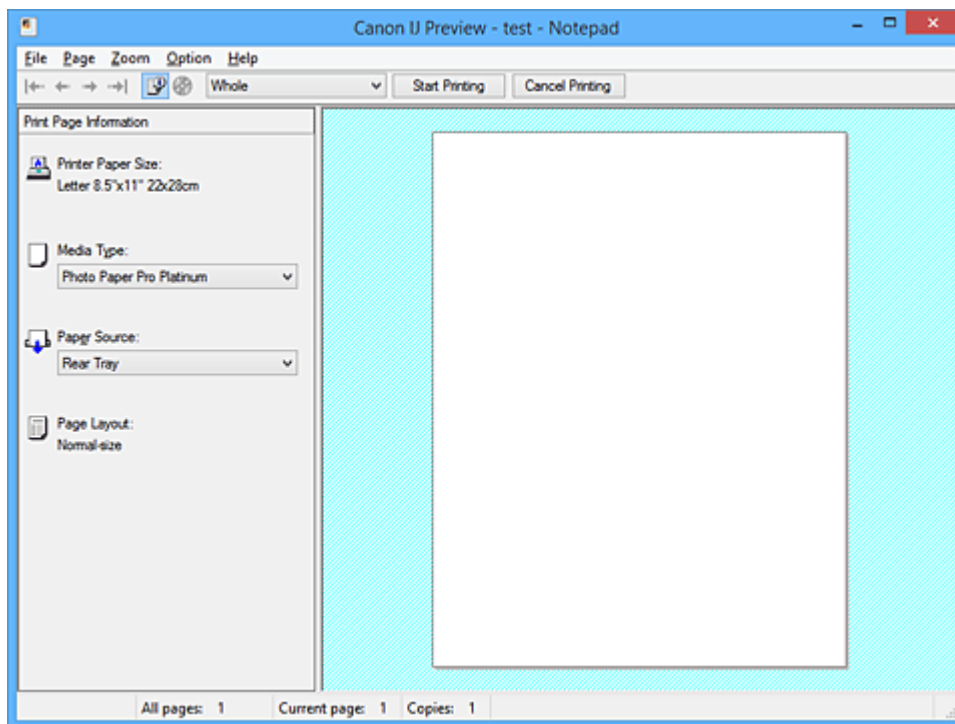 Canon IJ Preview - test - Notepad
File Page Zoom Option Help
Whole Start Printing Cancel Printing
Print Page Information
Printer Paper Size:
Letter 8.5"x11" 22x28cm
Media Type:
Photo Paper Pro Platinum
Paper Source:
Rear Tray
Page Layout:
Normal-size
All pages: 1 Current page: 1 Copies: 1